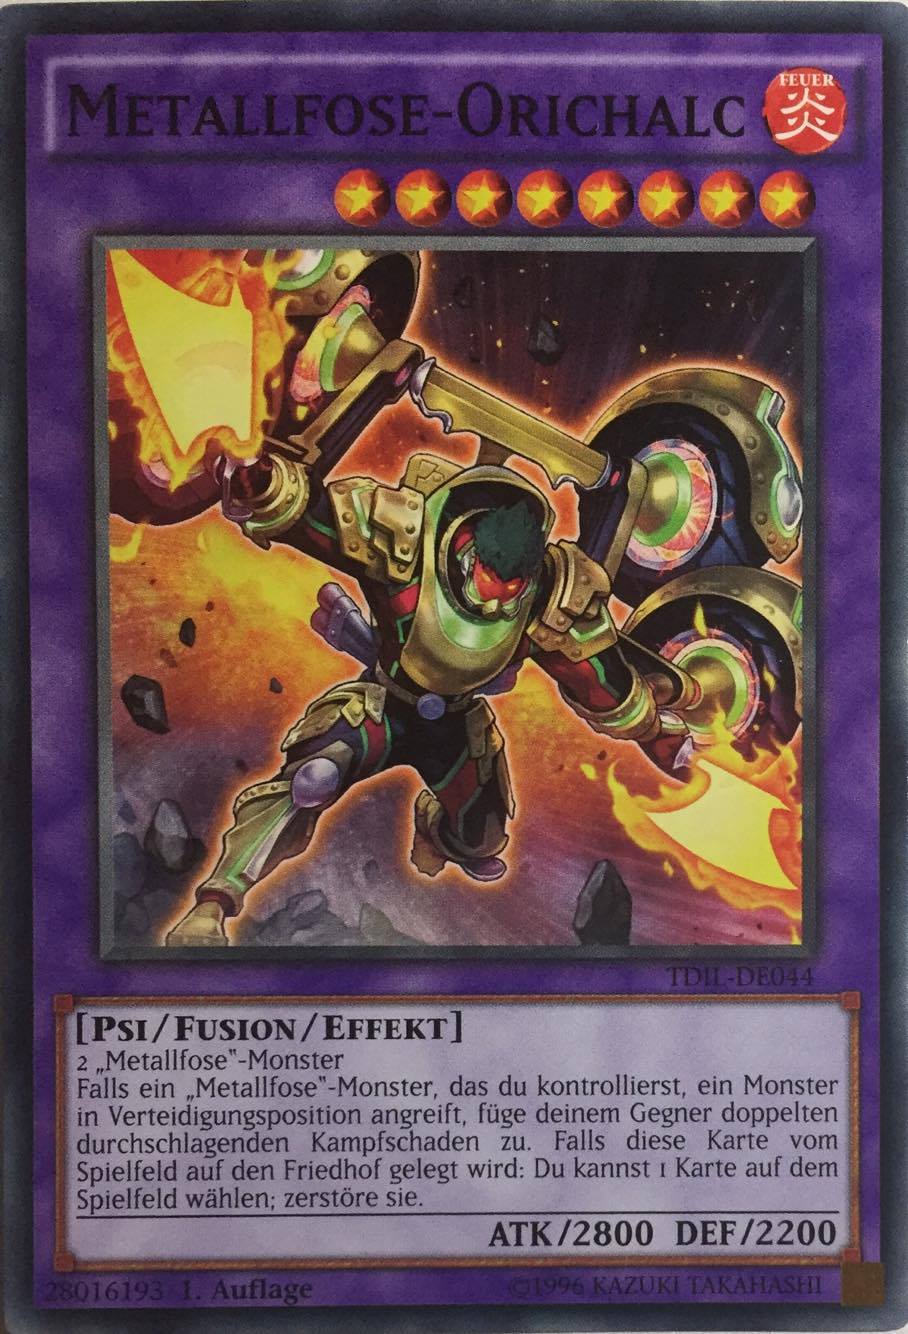 METALLFOSE-ORICHALC
FEUER
炎
TDIL-DE044
[PSI/FUSION/EFFEKT]
2 „Metallfose"-Monster
Falls ein „Metallfose"-Monster, das du kontrollierst, ein Monster
in Verteidigungsposition angreift, füge deinem Gegner doppelten
durchschlagenden Kampfschaden zu. Falls diese Karte vom
Spielfeld auf den Friedhof gelegt wird: Du kannst 1 Karte auf dem
Spielfeld wählen; zerstöre sie.
ATK/2800 DEF/2200
28016193 1. Auflage ©1996 KAZUKI TAKAHASHI